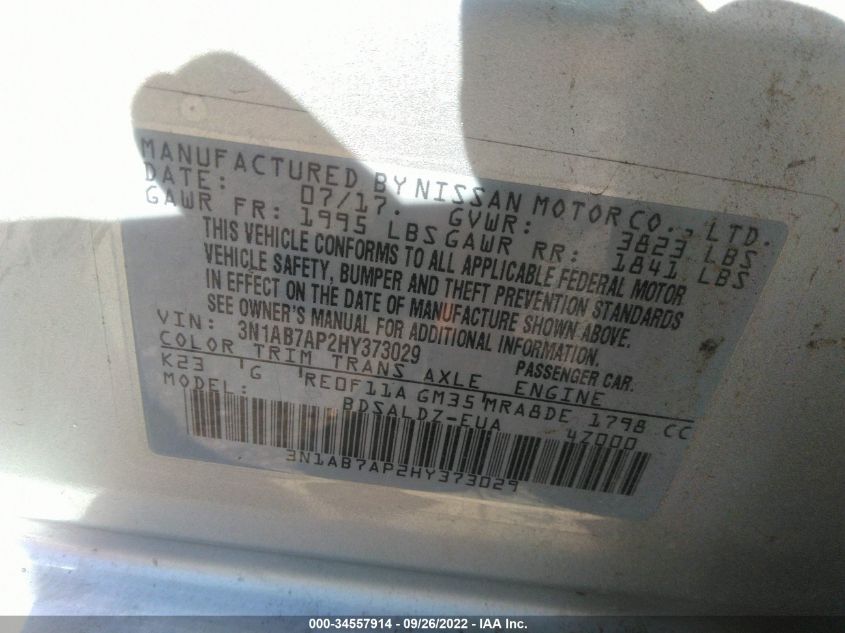 MANUFACTURED BY NISSAN MOTOR CO., LTD.
DATE: 07/17. GVWR: 3823 LBS
GAWR FR: 1995 LBS GAWR RR: 1841 LBS
THIS VEHICLE CONFORMS TO ALL APPLICABLE FEDERAL MOTOR
VEHICLE SAFETY, BUMPER AND THEFT PREVENTION STANDARDS
IN EFFECT ON THE DATE OF MANUFACTURE SHOWN ABOVE.
SEE OWNER'S MANUAL FOR ADDITIONAL INFORMATION.
VIN: 3N1AB7AP2HY373029 PASSENGER CAR.
COLOR TRIM TRANS AXLE ENGINE
K23 G RE0F11A GM35 MRA8DE 1798 CC
MODEL: BDSALDZ-EUA 4Z000
3N1AB7AP2HY373029
000-34557914 - 09/26/2022 - IAA Inc.